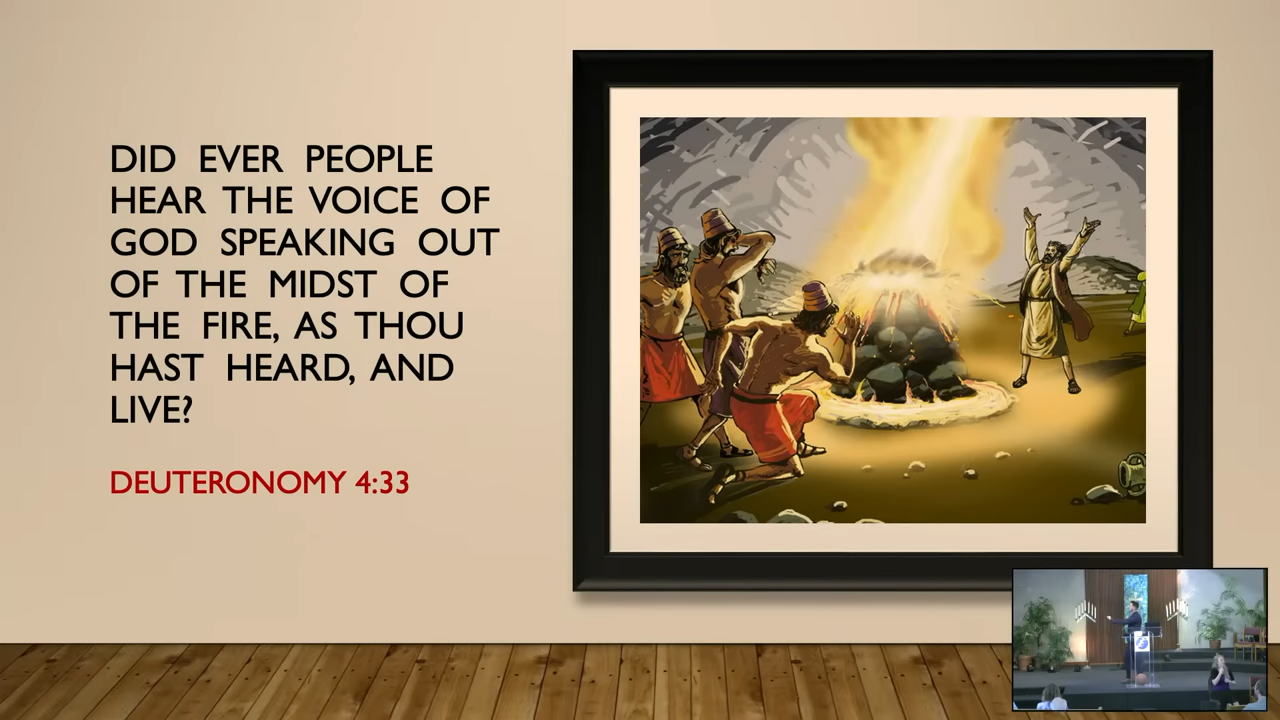 DID EVER PEOPLE
HEAR THE VOICE OF
GOD SPEAKING OUT
OF THE MIDST OF
THE FIRE, AS THOU
HAST HEARD, AND
LIVE?
DEUTERONOMY 4:33